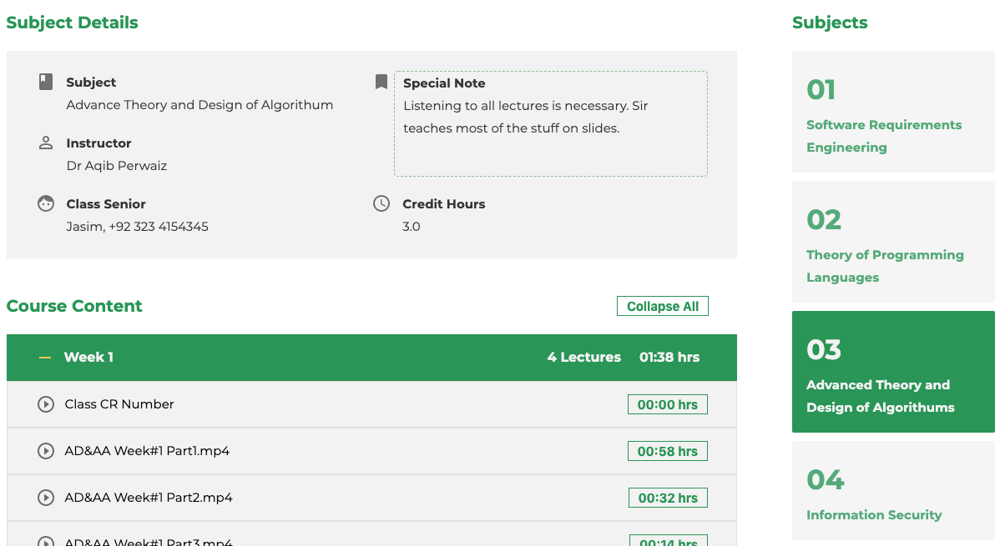 Subject Details
Subject
Advance Theory and Design of Algorithum
Instructor
Dr Aqib Perwaiz
Class Senior
Jasim, +92 323 4154345
Special Note
Listening to all lectures is necessary. Sir
teaches most of the stuff on slides.
Credit Hours
3.0
Course Content
Collapse All
Week 1
4 Lectures
01:38 hrs
Class CR Number
00:00 hrs
AD&AA Week#1 Part1.mp4
00:58 hrs
AD&AA Week#1 Part2.mp4
00:32 hrs
AD&AA Week#1 Part3.mp4
00:14 hrs
Subjects
01
Software Requirements
Engineering
02
Theory of Programming
Languages
03
Advanced Theory and
Design of Algorithums
04
Information Security